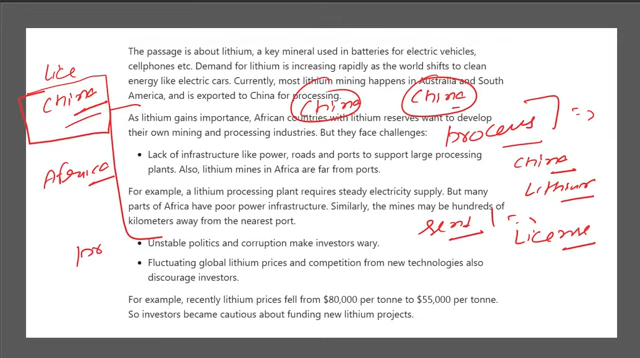 The passage is about lithium, a key mineral used in batteries for electric vehicles,
cellphones etc. Demand for lithium is increasing rapidly as the world shifts to clean
energy like electric cars. Currently, most lithium mining happens in Australia and South
America, and is exported to China for processing.
As lithium gains importance, African countries with lithium reserves want to develop
their own mining and processing industries. But they face challenges:
• Lack of infrastructure like power, roads and ports to support large processing
plants. Also, lithium mines in Africa are far from ports.
For example, a lithium processing plant requires steady electricity supply. But many
parts of Africa have poor power infrastructure. Similarly, the mines may be hundreds of
kilometers away from the nearest port.
• Unstable politics and corruption make investors wary.
• Fluctuating global lithium prices and competition from new technologies also
discourage investors.
For example, recently lithium prices fell from $80,000 per tonne to $55,000 per tonne.
So investors became cautious about funding new lithium projects.
Lice
China
Africa
pr
China
China
process
China
Lithium
send
License